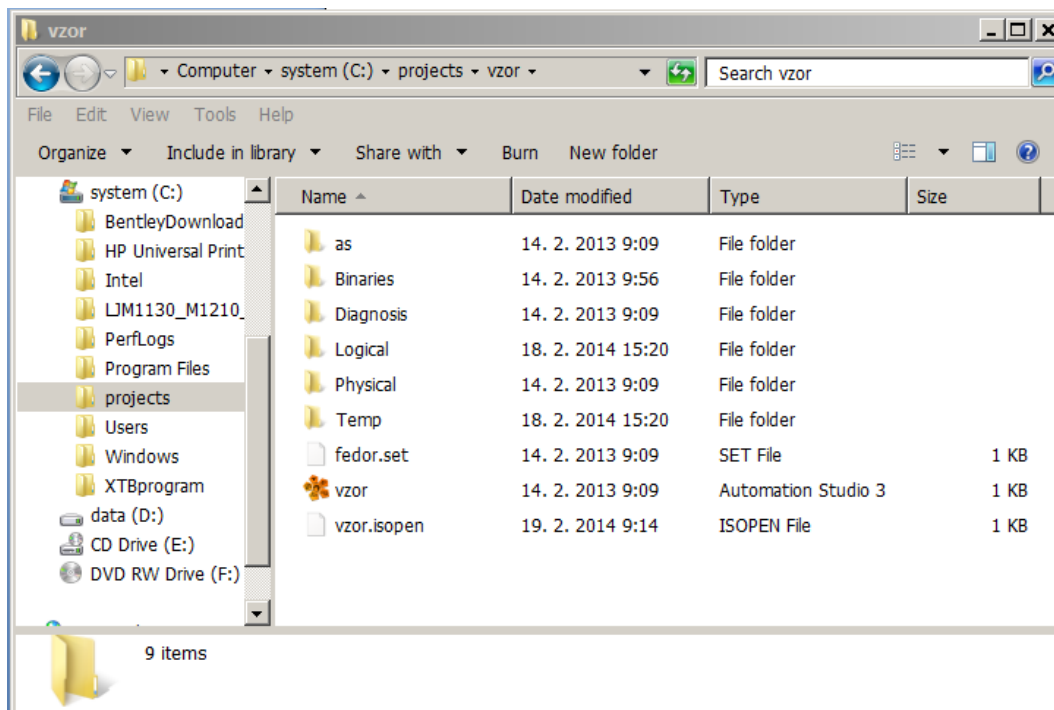 vzor
Computer system (C:) projects vzor Search vzor
File Edit View Tools Help
Organize Include in library Share with Burn New folder
system (C:)
BentleyDownload
HP Universal Print
Intel
LJM1130_M1210_
PerfLogs
Program Files
projects
Users
Windows
XTBprogram
data (D:)
CD Drive (E:)
DVD RW Drive (F:)
Name Date modified Type Size
as 14. 2. 2013 9:09 File folder
Binaries 14. 2. 2013 9:56 File folder
Diagnosis 14. 2. 2013 9:09 File folder
Logical 18. 2. 2014 15:20 File folder
Physical 14. 2. 2013 9:09 File folder
Temp 18. 2. 2014 15:20 File folder
fedor.set 14. 2. 2013 9:09 SET File 1 KB
vzor 14. 2. 2013 9:09 Automation Studio 3 1 KB
vzor.isopen 19. 2. 2014 9:14 ISOPEN File 1 KB
9 items